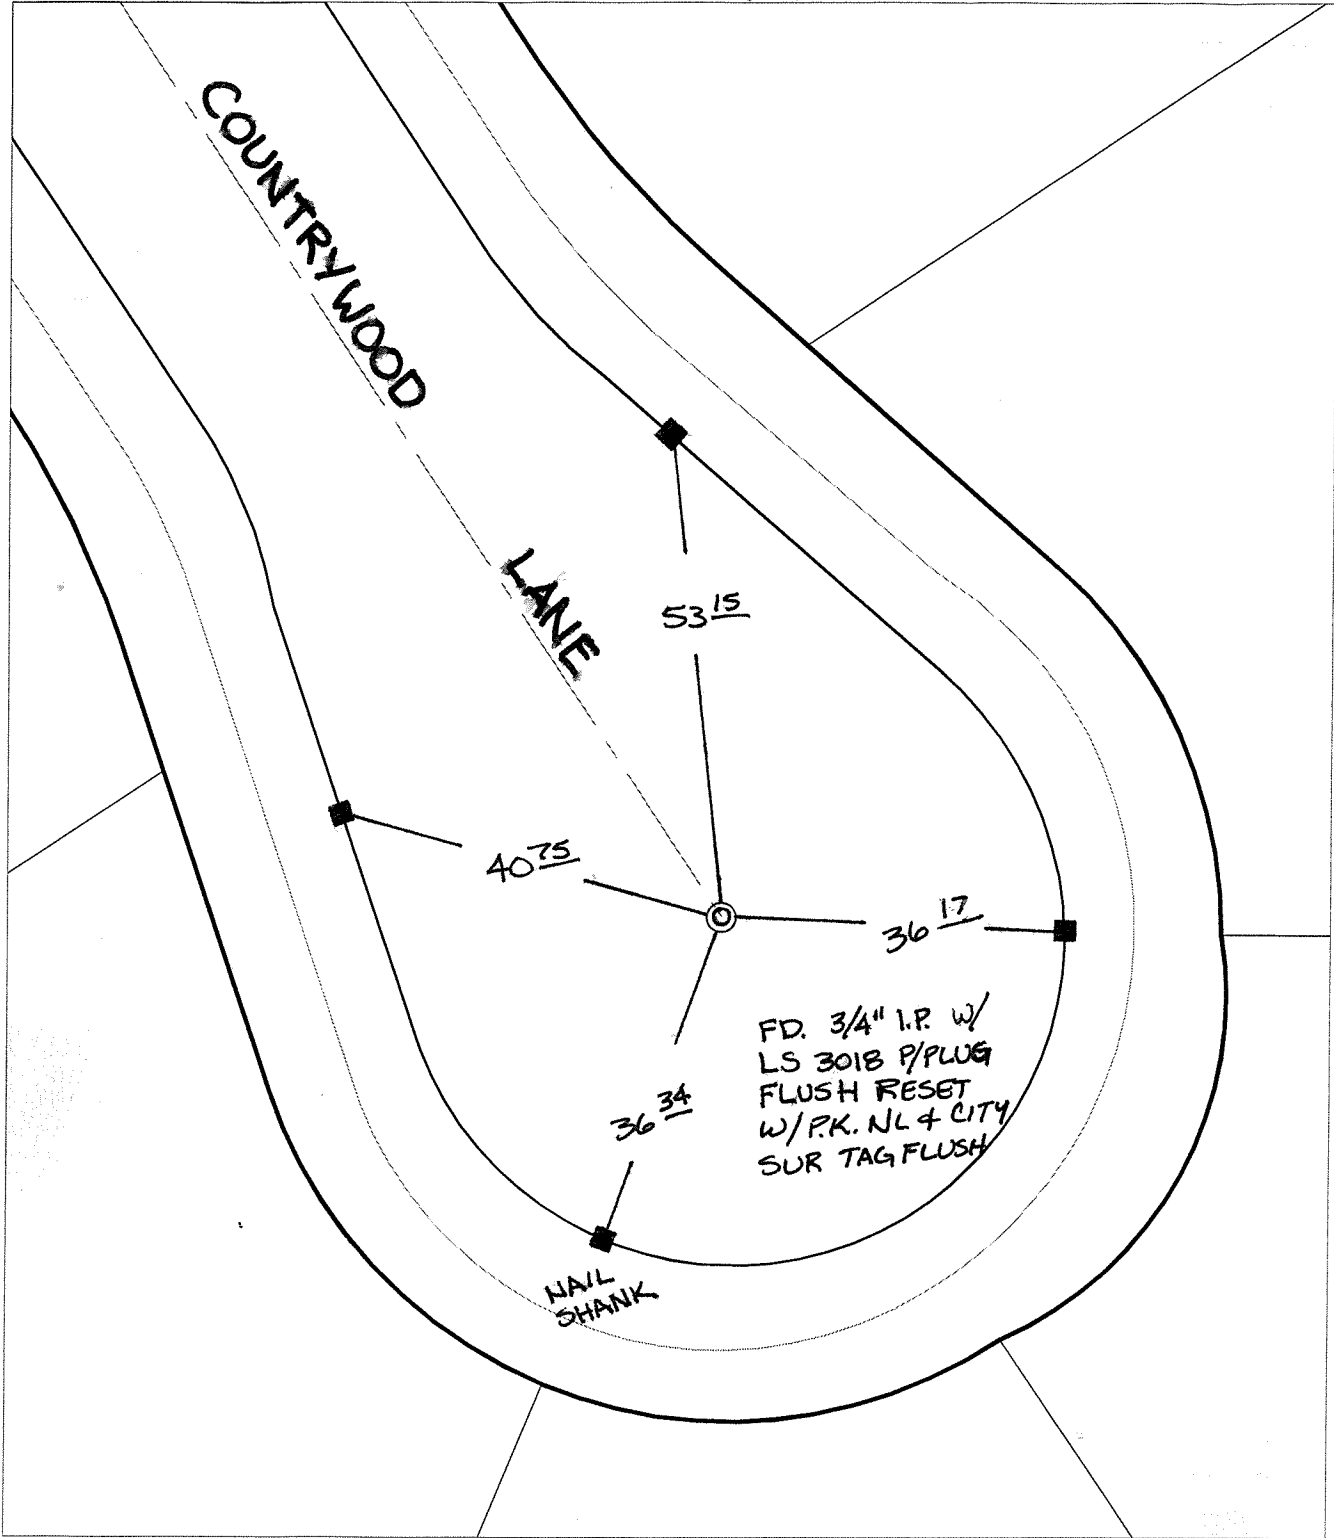 COUNTRYWOOD
LANE
53 15
40 75
36 17
36 34
FD. 3/4" I.P. W/
LS 3018 P/PLUG
FLUSH RESET
W/ P.K. NL & CITY
SUR TAG FLUSH
NAIL
SHANK